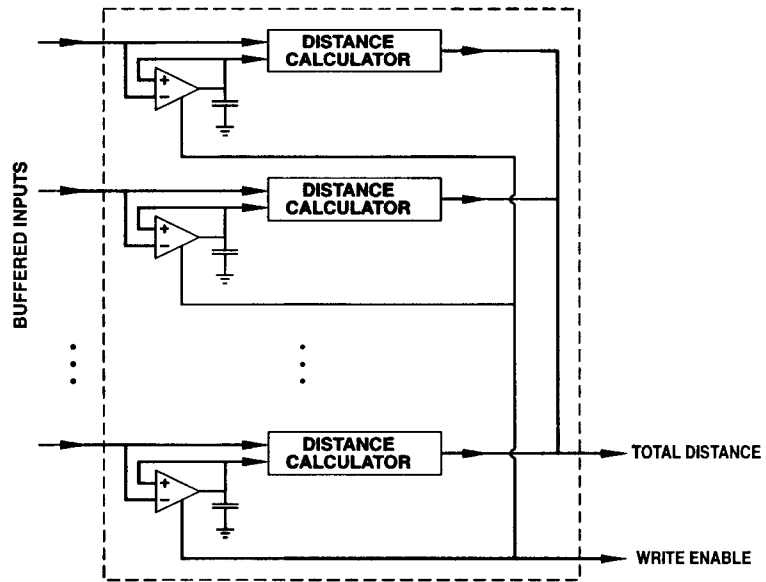 DISTANCE
CALCULATOR
+
−
DISTANCE
CALCULATOR
+
−
BUFFERED INPUTS
DISTANCE
CALCULATOR
+
−
TOTAL DISTANCE
WRITE ENABLE